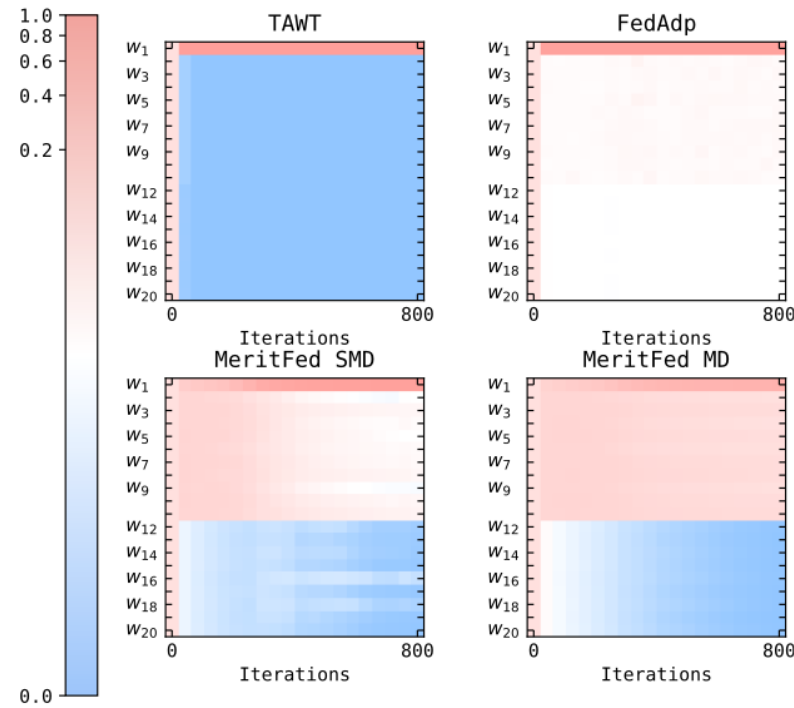 1.0
0.8
0.6
0.4
0.2
0.0
TAWT
w1
w3
w5
w7
w9
w12
w14
w16
w18
w20
0 800
Iterations
FedAdp
w1
w3
w5
w7
w9
w12
w14
w16
w18
w20
0 800
Iterations
MeritFed SMD
w1
w3
w5
w7
w9
w12
w14
w16
w18
w20
0 800
Iterations
MeritFed MD
w1
w3
w5
w7
w9
w12
w14
w16
w18
w20
0 800
Iterations